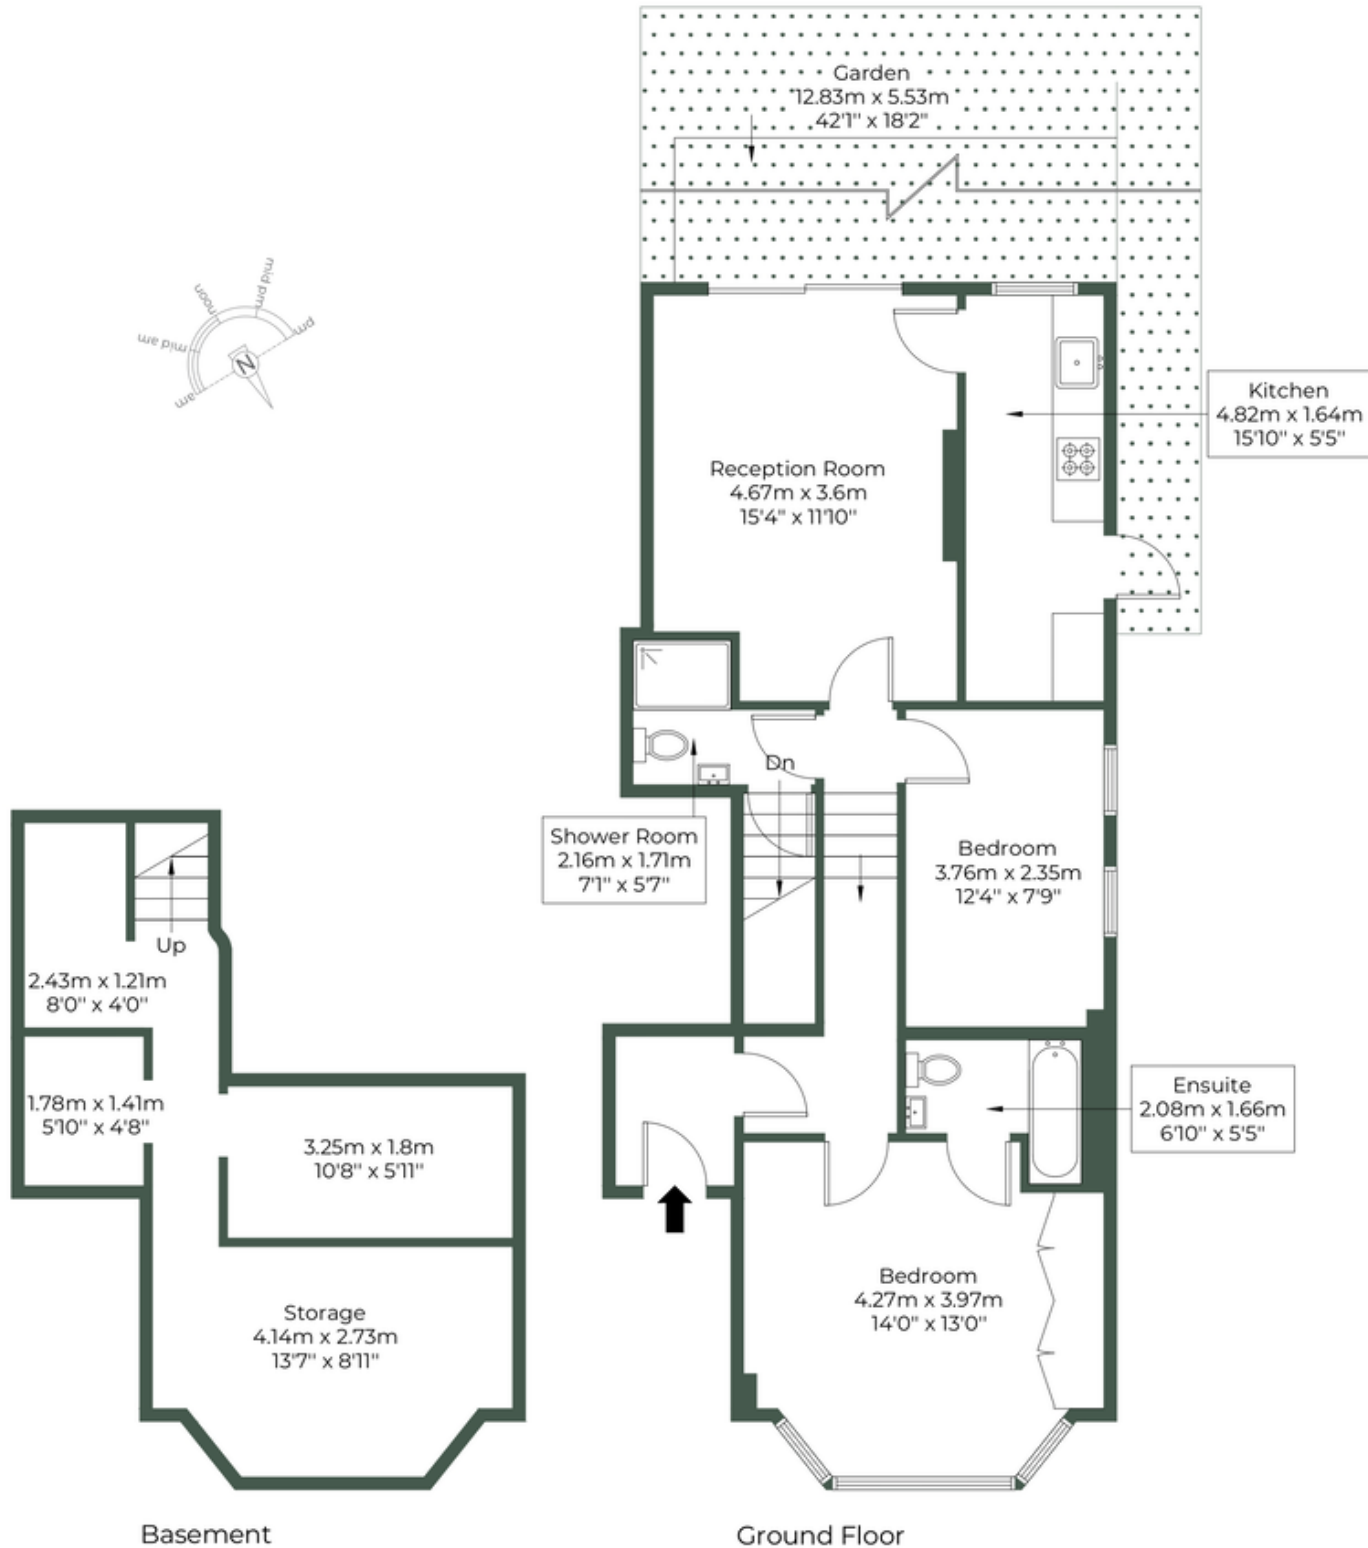 Garden
12.83m x 5.53m
42'1" x 18'2"
am
mid am
noon
mid pm
pm
N
Kitchen
4.82m x 1.64m
15'10" x 5'5"
Reception Room
4.67m x 3.6m
15'4" x 11'10"
Dn
Shower Room
2.16m x 1.71m
7'1" x 5'7"
Bedroom
3.76m x 2.35m
12'4" x 7'9"
Up
2.43m x 1.21m
8'0" x 4'0"
1.78m x 1.41m
5'10" x 4'8"
3.25m x 1.8m
10'8" x 5'11"
Ensuite
2.08m x 1.66m
6'10" x 5'5"
Storage
4.14m x 2.73m
13'7" x 8'11"
Bedroom
4.27m x 3.97m
14'0" x 13'0"
Basement
Ground Floor